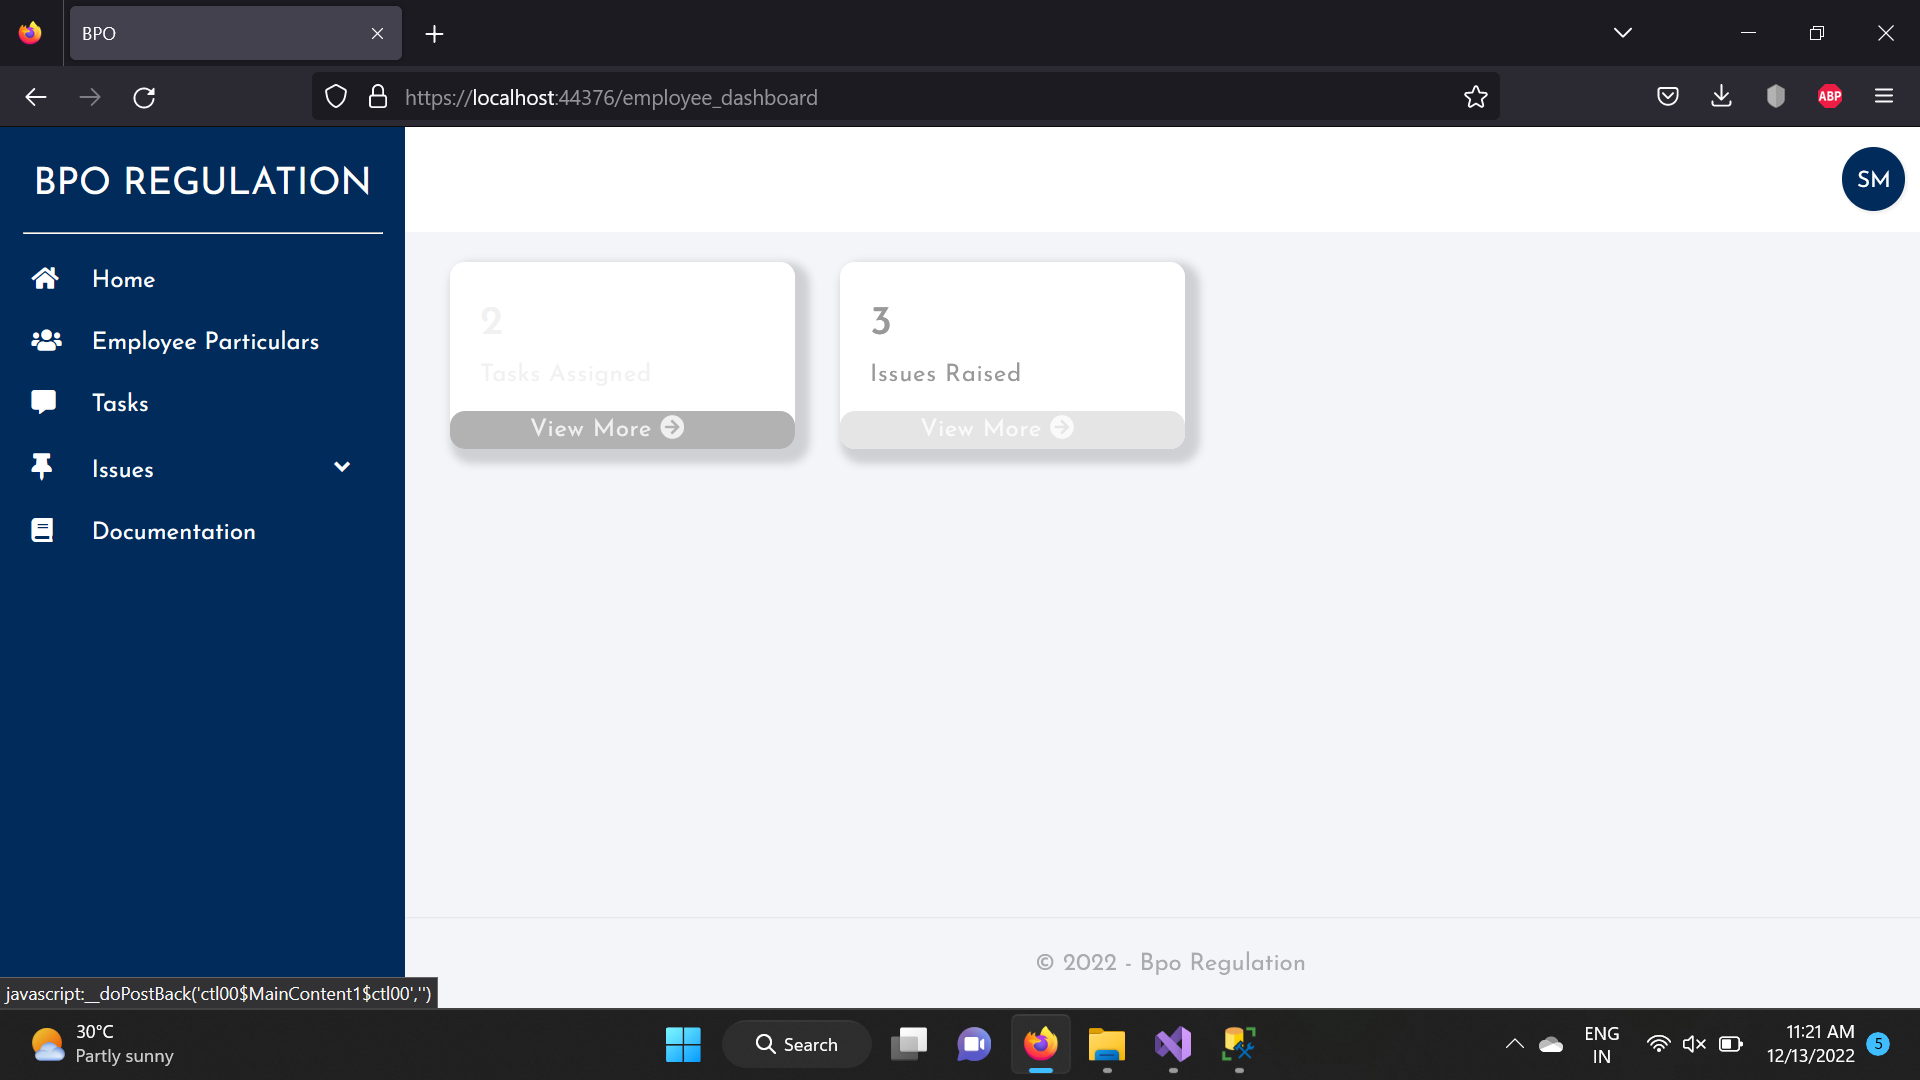 BPO
https://localhost:44376/employee_dashboard
ABP
BPO REGULATION
SM
Home
Employee Particulars
Tasks
Issues
Documentation
2
Tasks Assigned
View More
3
Issues Raised
View More
© 2022 - Bpo Regulation
javascript:__doPostBack('ctl00$MainContent1$ctl00','')
30°C
Partly sunny
Search
ENG
IN
11:21 AM
12/13/2022
5